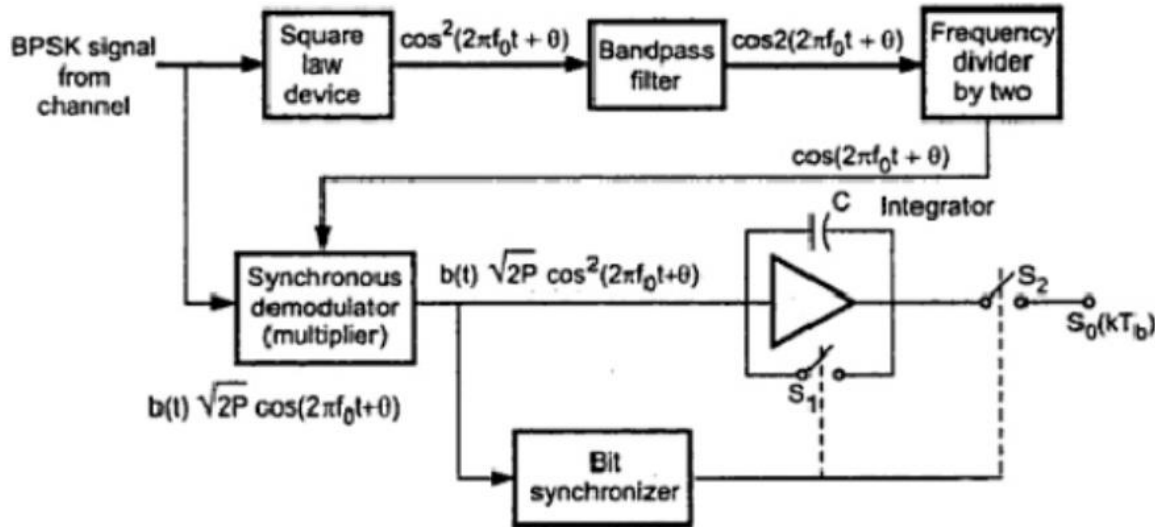 BPSK signal
from
channel
Square
law
device
cos²(2πf₀t + θ)
Bandpass
filter
cos2(2πf₀t + θ)
Frequency
divider
by two
cos(2πf₀t + θ)
Synchronous
demodulator
(multiplier)
b(t) √2P cos²(2πf₀t+θ)
C
Integrator
S₁
S₂
S₀(kTb)
b(t) √2P cos(2πf₀t+θ)
Bit
synchronizer